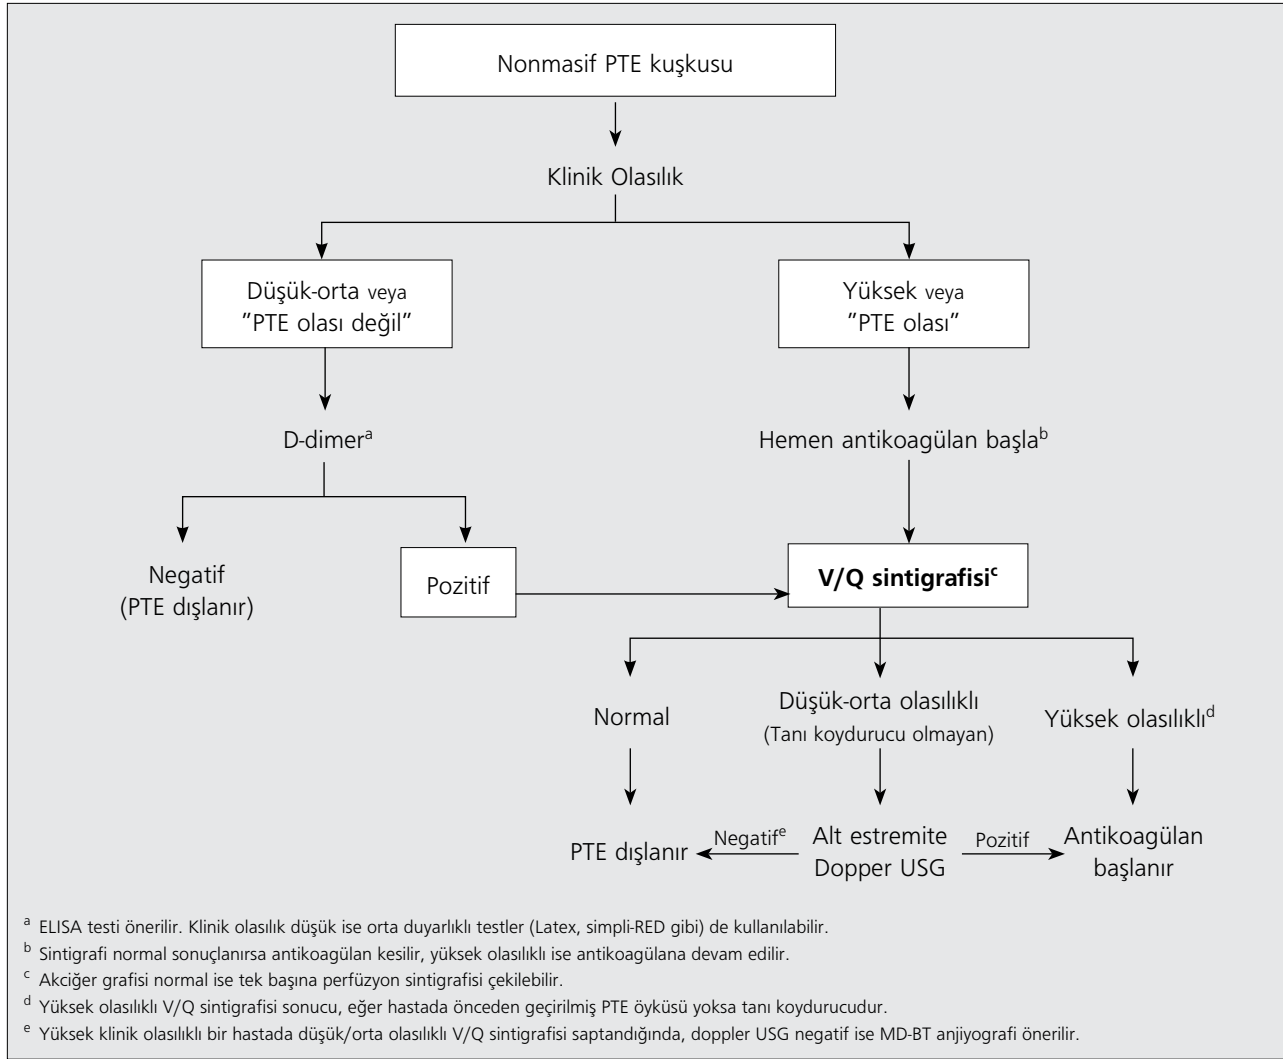 Nonmasif PTE kuşkusu
Klinik Olasılık
Düşük-orta veya
”PTE olası değil”
Yüksek veya
”PTE olası”
D-dimerᵃ
Hemen antikoagülan başlaᵇ
Negatif
(PTE dışlanır)
Pozitif
V/Q sintigrafisiᶜ
Normal
Düşük-orta olasılıklı
(Tanı koydurucu olmayan)
Yüksek olasılıklıᵈ
PTE dışlanır
Negatifᵉ
Alt estremite
Dopper USG
Pozitif
Antikoagülan
başlanır
ᵃ ELISA testi önerilir. Klinik olasılık düşük ise orta duyarlıklı testler (Latex, simpli-RED gibi) de kullanılabilir.
ᵇ Sintigrafi normal sonuçlanırsa antikoagülan kesilir, yüksek olasılıklı ise antikoagülana devam edilir.
ᶜ Akciğer grafisi normal ise tek başına perfüzyon sintigrafisi çekilebilir.
ᵈ Yüksek olasılıklı V/Q sintigrafisi sonucu, eğer hastada önceden geçirilmiş PTE öyküsü yoksa tanı koydurucudur.
ᵉ Yüksek klinik olasılıklı bir hastada düşük/orta olasılıklı V/Q sintigrafisi saptandığında, doppler USG negatif ise MD-BT anjiyografi önerilir.